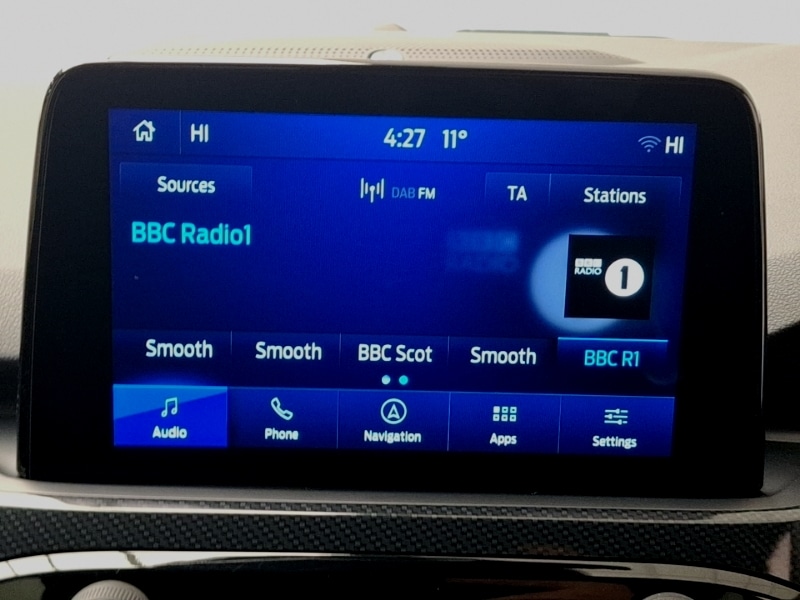 HI 4:27 11° HI
Sources DAB FM TA Stations
BBC Radio1
BBC RADIO 1
Smooth Smooth BBC Scot Smooth BBC R1
Audio Phone Navigation Apps Settings